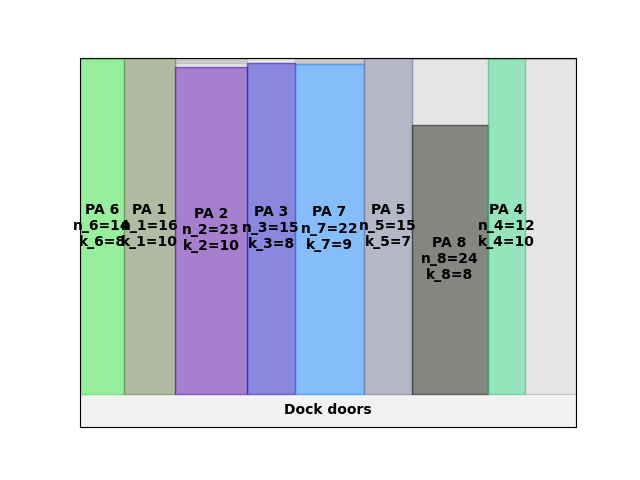 PA 6
n_6=14
k_6=8
PA 1
n_1=16
k_1=10
PA 2
n_2=23
k_2=10
PA 3
n_3=15
k_3=8
PA 7
n_7=22
k_7=9
PA 5
n_5=15
k_5=7
PA 8
n_8=24
k_8=8
PA 4
n_4=12
k_4=10
Dock doors